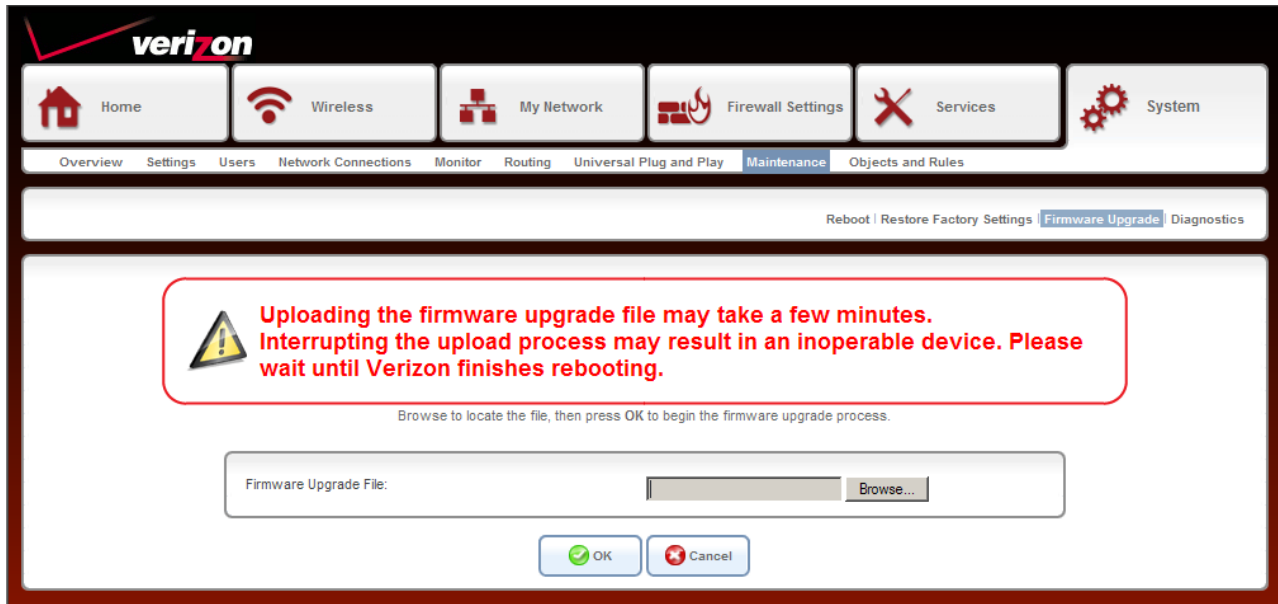 verizon
Home
Wireless
My Network
Firewall Settings
Services
System
Overview Settings Users Network Connections Monitor Routing Universal Plug and Play Maintenance Objects and Rules
Reboot | Restore Factory Settings | Firmware Upgrade | Diagnostics
Uploading the firmware upgrade file may take a few minutes.
Interrupting the upload process may result in an inoperable device. Please
wait until Verizon finishes rebooting.
Browse to locate the file, then press OK to begin the firmware upgrade process.
Firmware Upgrade File:
Browse...
OK
Cancel